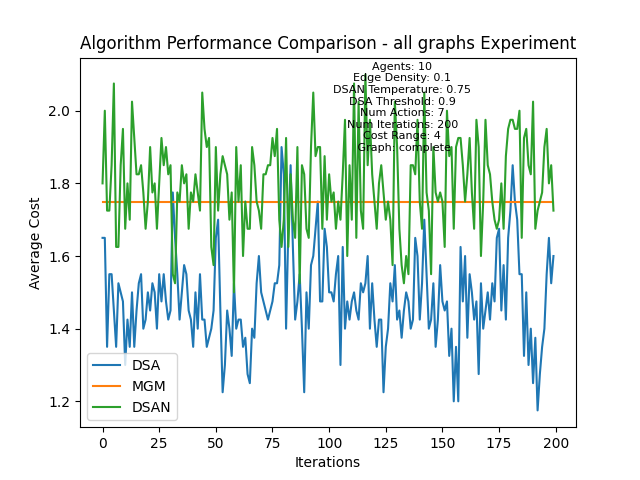 Algorithm Performance Comparison - all graphs Experiment
Agents: 10
Edge Density: 0.1
DSAN Temperature: 0.75
DSA Threshold: 0.9
Num Actions: 7
Num Iterations: 200
Cost Range: 4
Graph: complete
2.0
1.8
1.6
1.4
1.2
Average Cost
DSA
MGM
DSAN
0 25 50 75 100 125 150 175 200
Iterations